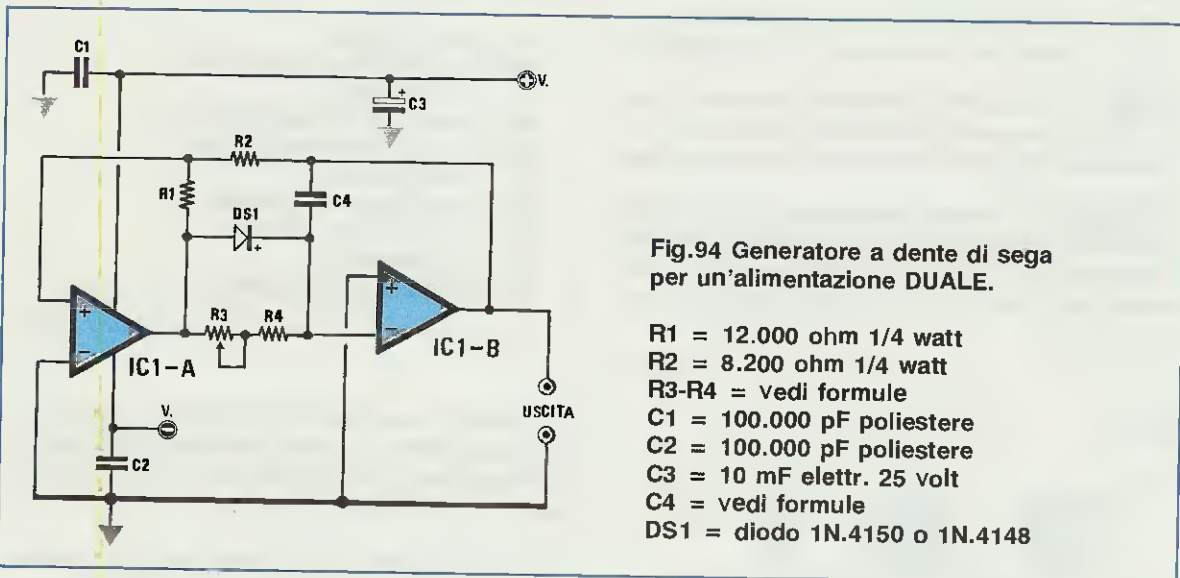 C1
V.
C3
R2
R1
C4
DS1
+
+
-
R3
R4
+
-
IC1-A
IC1-B
V.
USCITA
C2
Fig.94 Generatore a dente di sega
per un'alimentazione DUALE.
R1 = 12.000 ohm 1/4 watt
R2 = 8.200 ohm 1/4 watt
R3-R4 = vedi formule
C1 = 100.000 pF poliestere
C2 = 100.000 pF poliestere
C3 = 10 mF elettr. 25 volt
C4 = vedi formule
DS1 = diodo 1N.4150 o 1N.4148